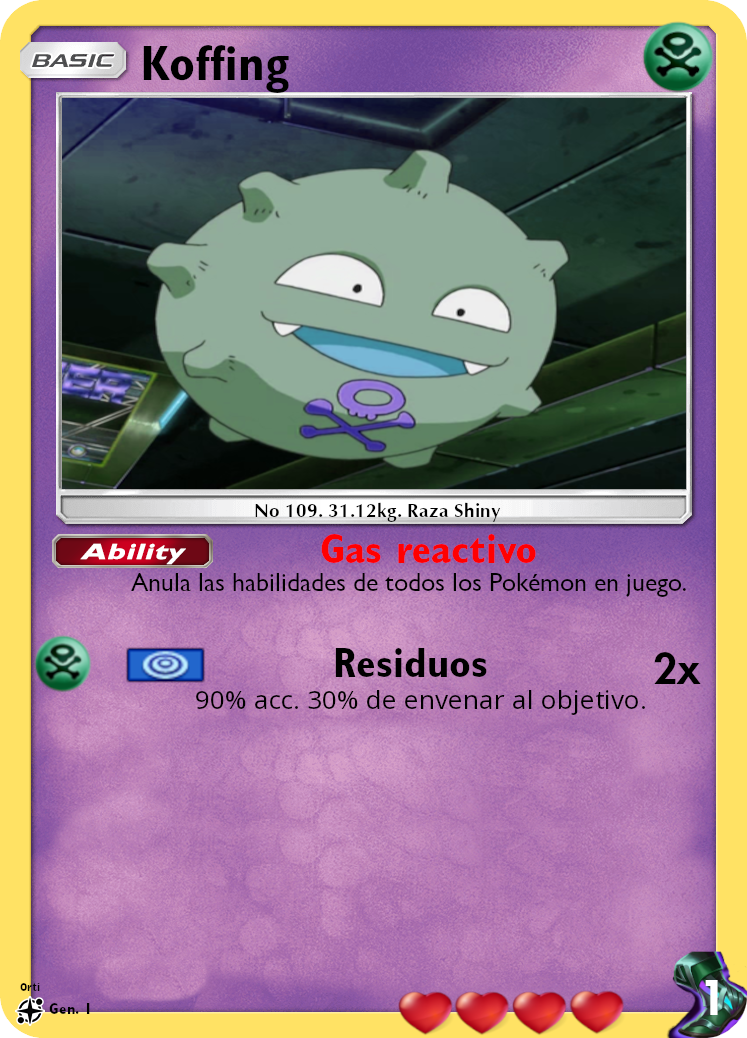 BASIC Koffing
No 109. 31.12kg. Raza Shiny
Ability Gas reactivo
Anula las habilidades de todos los Pokémon en juego.
Residuos 2x
90% acc. 30% de envenar al objetivo.
Orti
Gen. 1
1